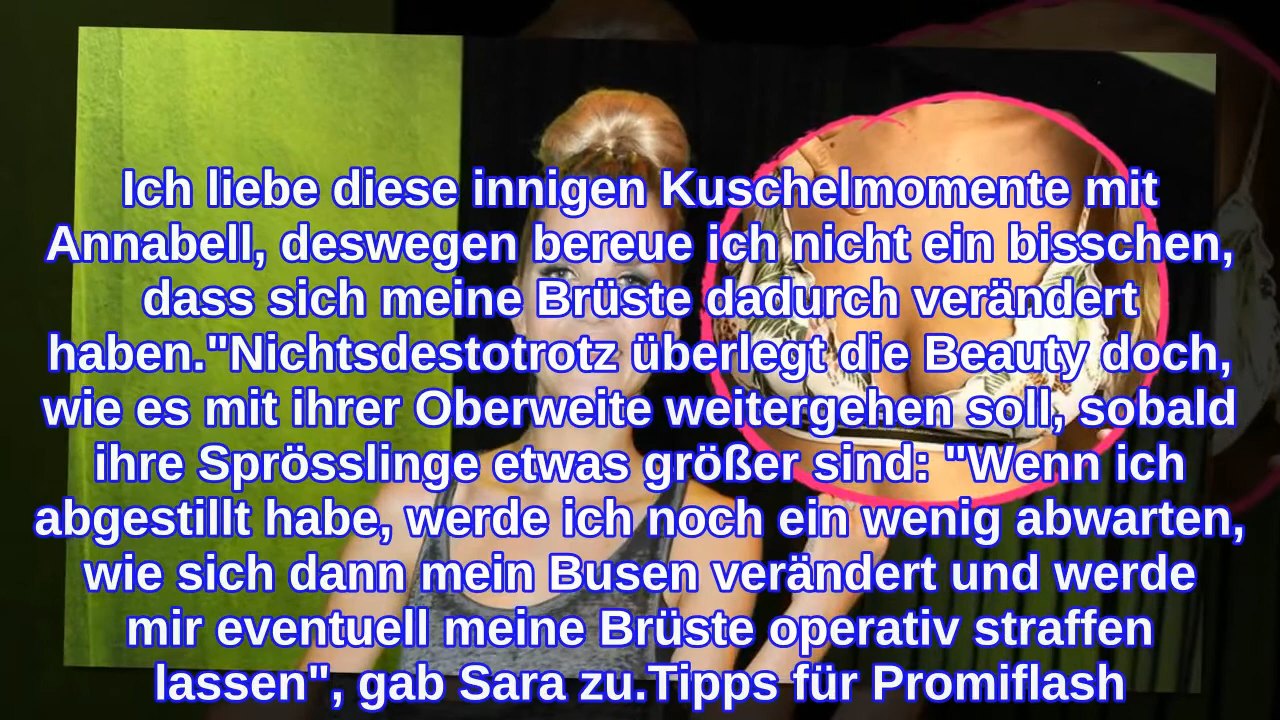 Ich liebe diese innigen Kuschelmomente mit
Annabell, deswegen bereue ich nicht ein bisschen,
dass sich meine Brüste dadurch verändert
haben."Nichtsdestotrotz überlegt die Beauty doch,
wie es mit ihrer Oberweite weitergehen soll, sobald
ihre Sprösslinge etwas größer sind: "Wenn ich
abgestillt habe, werde ich noch ein wenig abwarten,
wie sich dann mein Busen verändert und werde
mir eventuell meine Brüste operativ straffen
lassen", gab Sara zu.Tipps für Promiflash